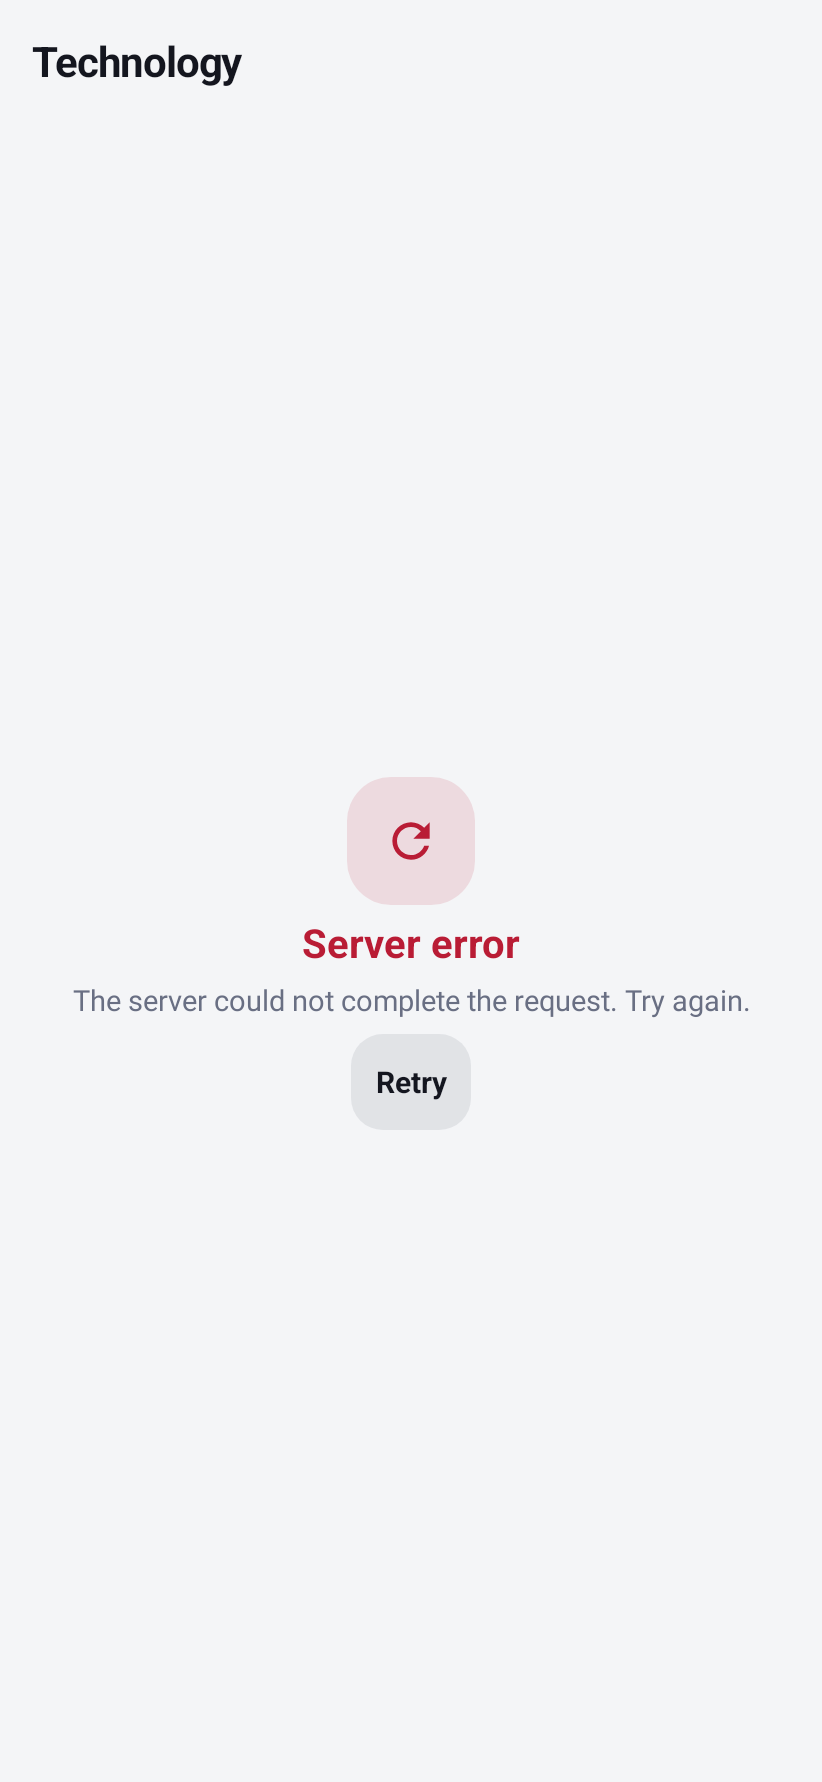 Technology
Server error
The server could not complete the request. Try again.
Retry